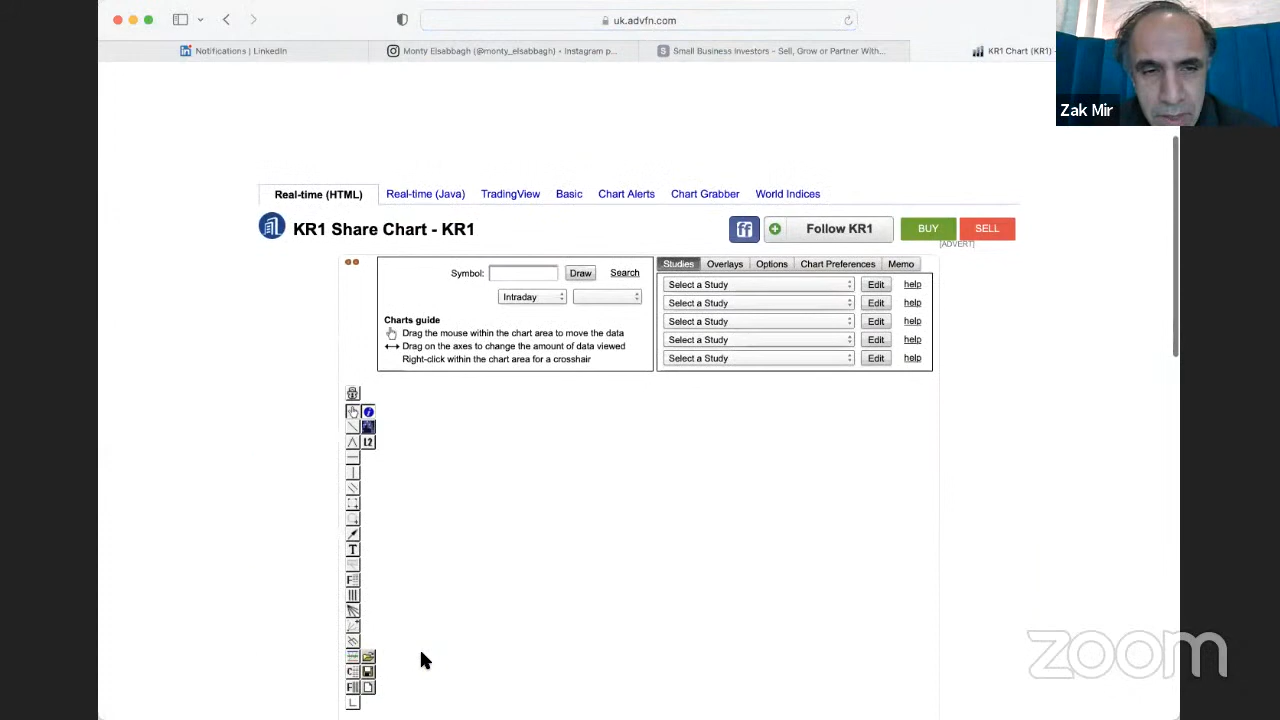 uk.advfn.com
Notifications | LinkedIn
Monty Elsabbagh (@monty_elsabbagh) • Instagram p...
S Small Business Investors - Sell, Grow or Partner With...
KR1 Chart (KR1) -
Zak Mir
Real-time (HTML) Real-time (Java) TradingView Basic Chart Alerts Chart Grabber World Indices
KR1 Share Chart - KR1
Follow KR1 BUY SELL
[ADVERT]
Symbol: Draw Search
Intraday
Charts guide
Drag the mouse within the chart area to move the data
Drag on the axes to change the amount of data viewed
Right-click within the chart area for a crosshair
Studies Overlays Options Chart Preferences Memo
Select a Study Edit help
Select a Study Edit help
Select a Study Edit help
Select a Study Edit help
Select a Study Edit help
L2
T
zoom